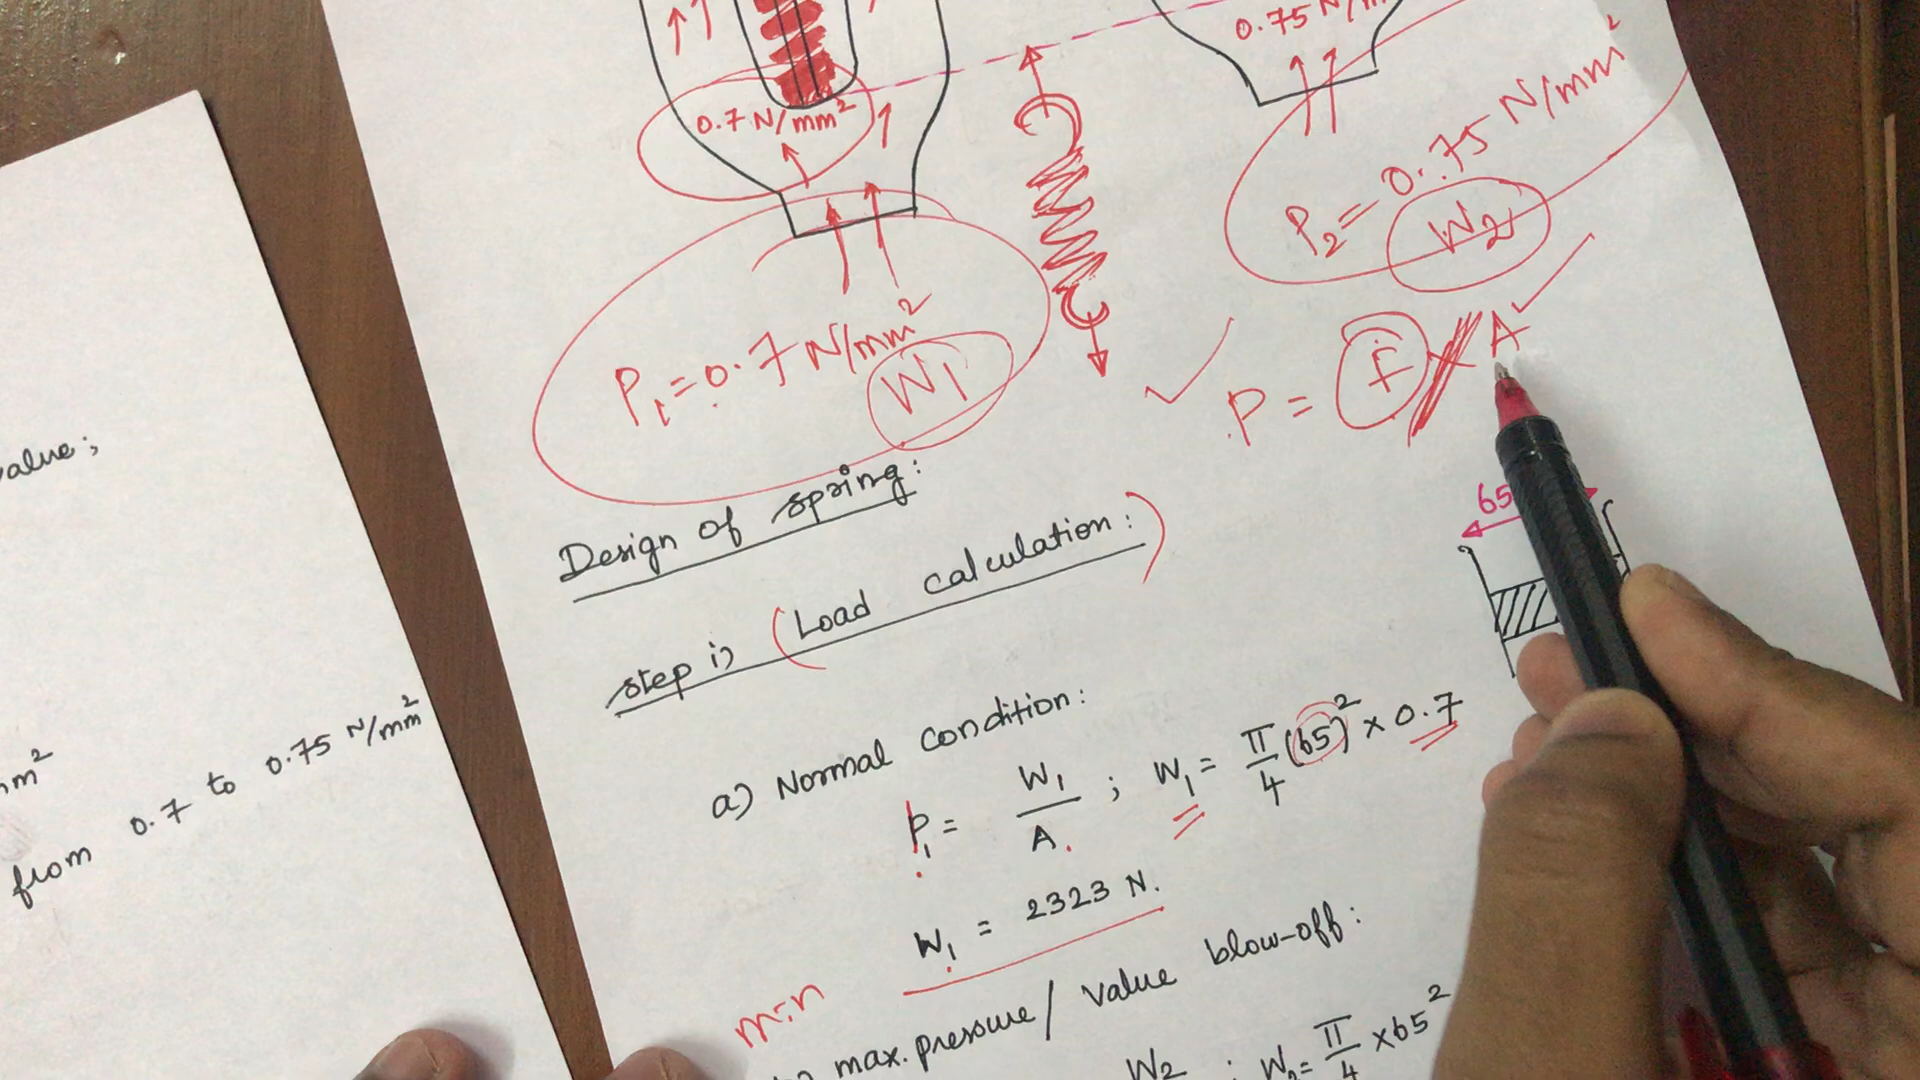 0.75 N/m
0.7 N/mm²
P₂ = 0.75 N/mm²
W2
P₁ = 0.7 N/mm²
W1
P = F / A
Design of spring:
step i) (Load calculation:)
65
a) Normal condition:
P₁ = W₁ / A ; W₁ = π/4 (65)² × 0.7
W₁ = 2323 N.
min
max. pressure / value blow-off:
W₂ ; W₂ = π/4 × 65²
value;
mm²
from 0.7 to 0.75 N/mm²